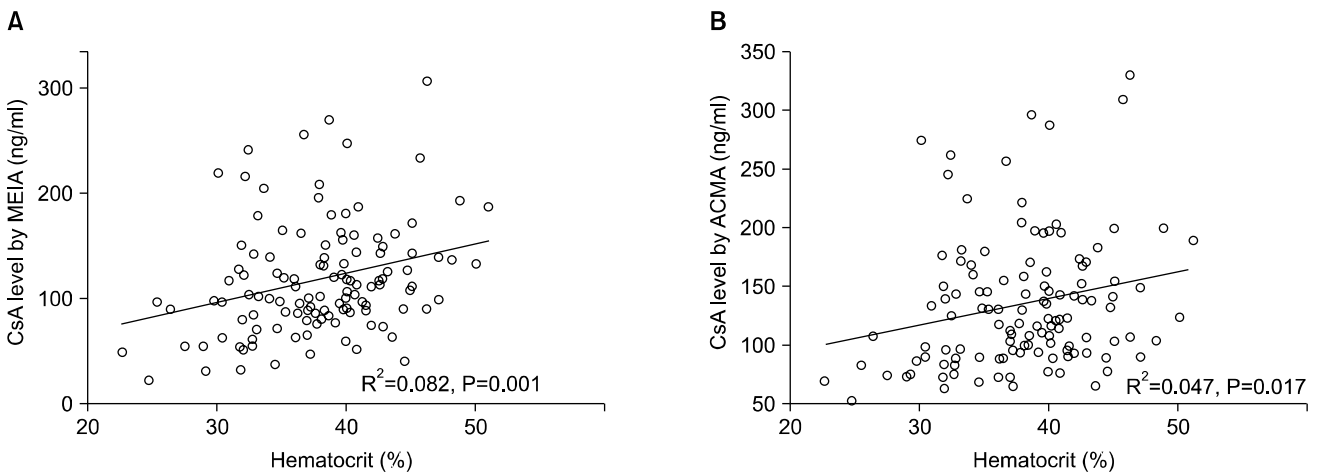 A
CsA level by MEIA (ng/ml)
300
200
100
0
20 30 40 50
Hematocrit (%)
R²=0.082, P=0.001
B
CsA level by ACMA (ng/ml)
350
300
250
200
150
100
50
20 30 40 50
Hematocrit (%)
R²=0.047, P=0.017